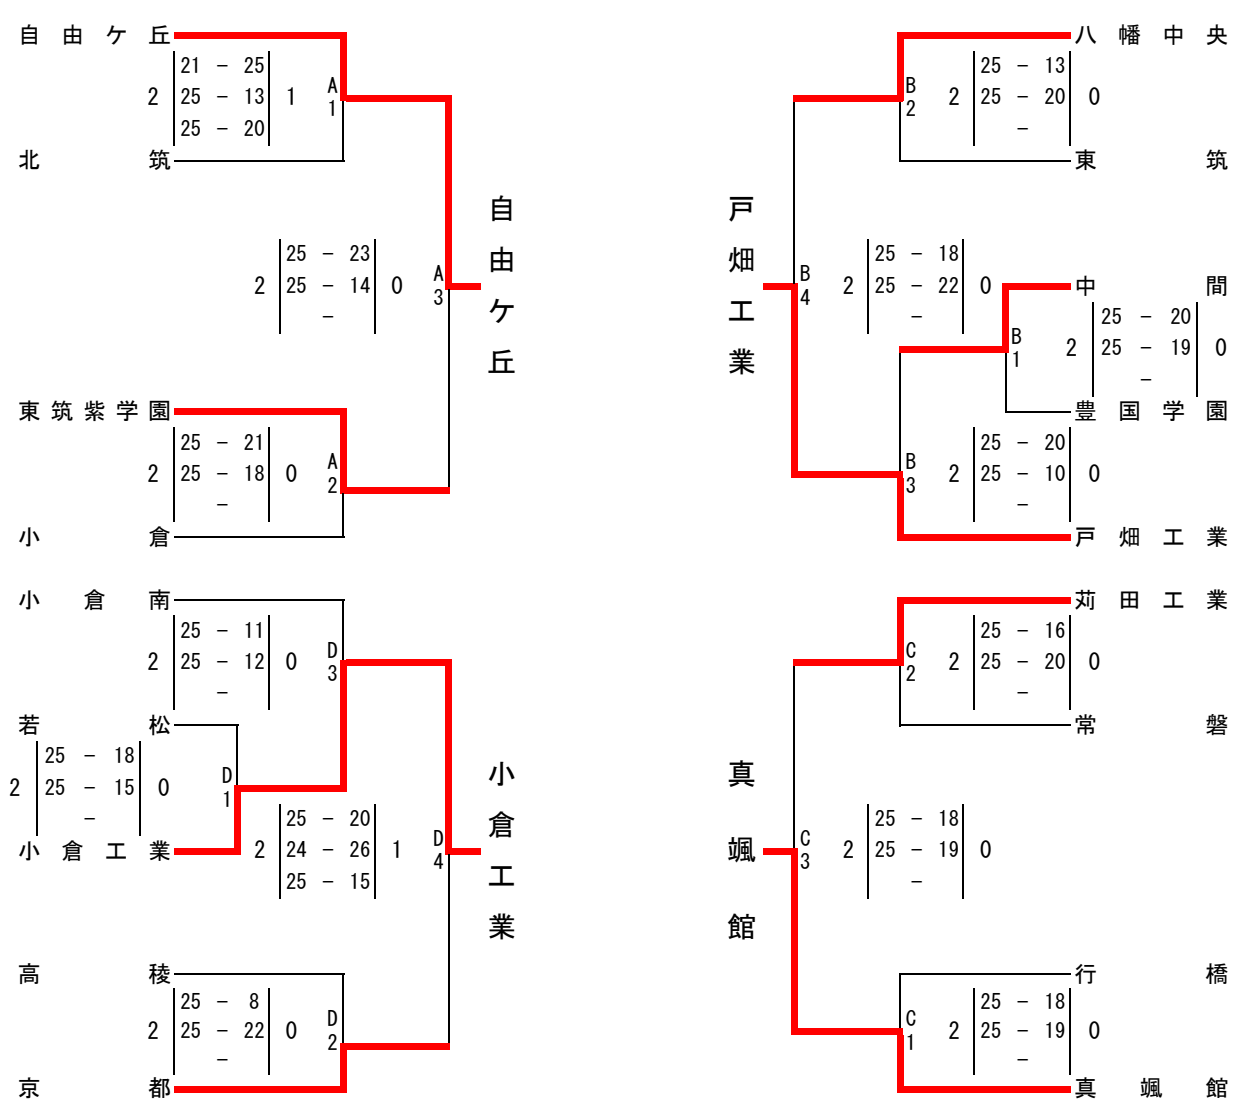 自由ケ丘
21 － 25
2 25 － 13 1
25 － 20
A1
北筑
25 － 23
2 25 － 14 0
－
A3
自由ケ丘
東筑紫学園
25 － 21
2 25 － 18 0
－
A2
小倉
小倉南
25 － 11
2 25 － 12 0
－
D3
若松
25 － 18
2 25 － 15 0
－
D1
小倉工業
25 － 20
2 24 － 26 1
25 － 15
D4
小倉工業
高稜
25 － 8
2 25 － 22 0
－
D2
京都
八幡中央
25 － 13
B2 2 25 － 20 0
－
東筑
戸畑工業
25 － 18
B4 2 25 － 22 0
－
中間
25 － 20
B1 2 25 － 19 0
－
豊国学園
25 － 20
B3 2 25 － 10 0
－
戸畑工業
苅田工業
25 － 16
C2 2 25 － 20 0
－
常磐
真颯館
25 － 18
C3 2 25 － 19 0
－
行橋
25 － 18
C1 2 25 － 19 0
－
真颯館